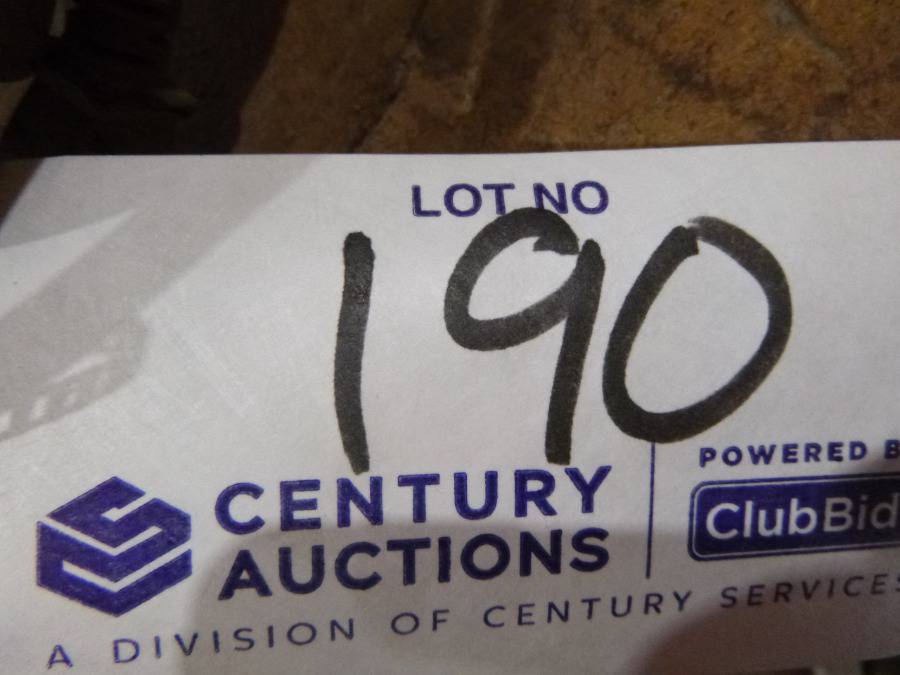 LOT NO
190
CENTURY
AUCTIONS
POWERED
ClubBid
A DIVISION OF CENTURY SERVICES